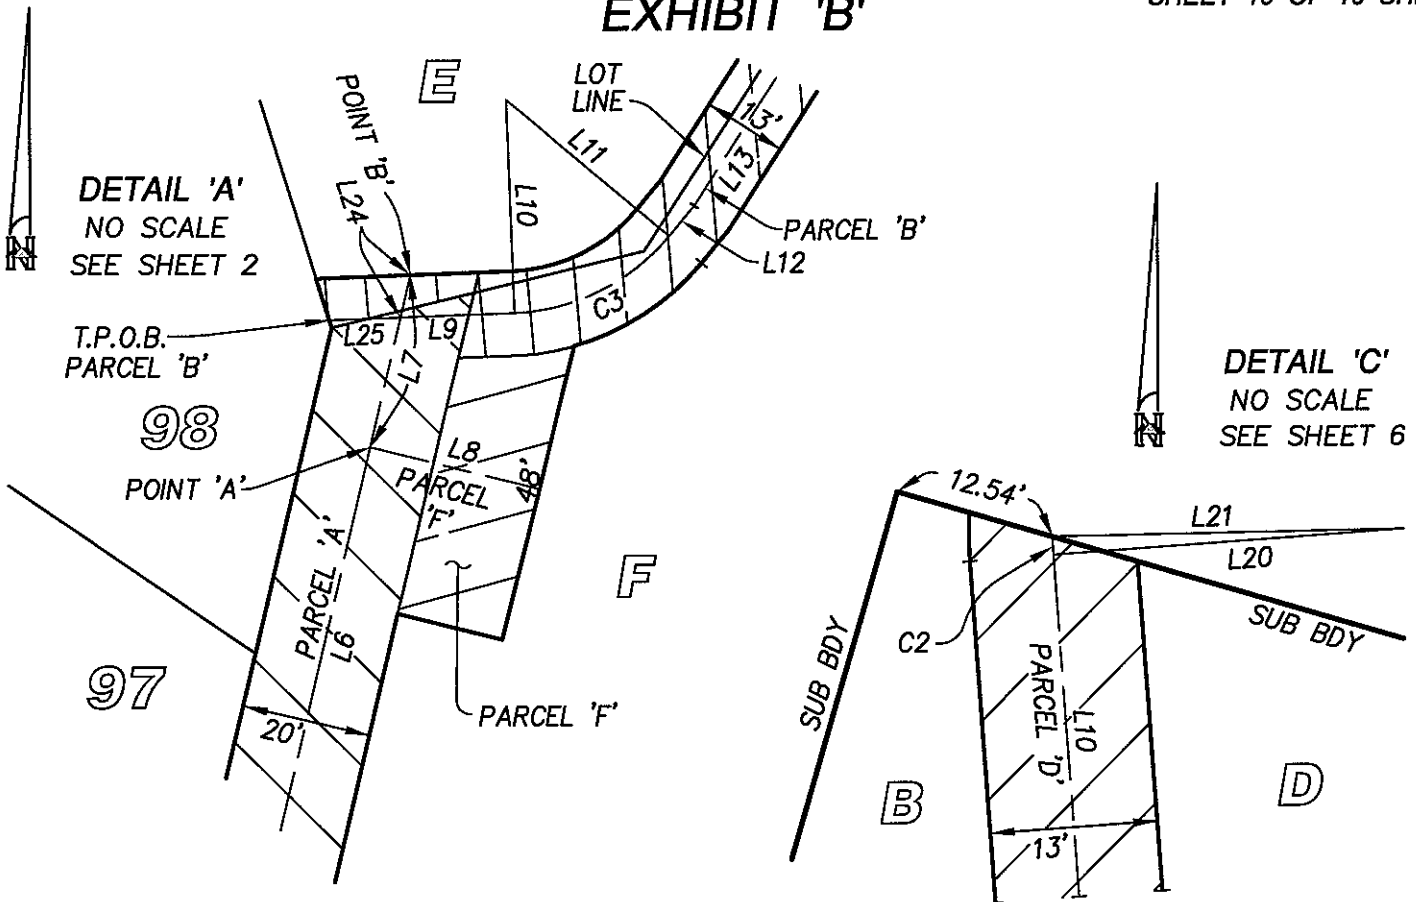 EXHIBIT 'B'
E
POINT 'B'
LOT
LINE
13'
L11
L10
L24
L13
DETAIL 'A'
NO SCALE
SEE SHEET 2
N
PARCEL 'B'
L12
C3
T.P.O.B.
PARCEL 'B'
L25
L9
L7
98
POINT 'A'
L8
PARCEL
'F'
48'
PARCEL 'A'
L6
F
97
20'
PARCEL 'F'
DETAIL 'C'
NO SCALE
SEE SHEET 6
N
12.54'
L21
L20
C2
SUB BDY
SUB BDY
PARCEL 'D'
L10
B
D
13'